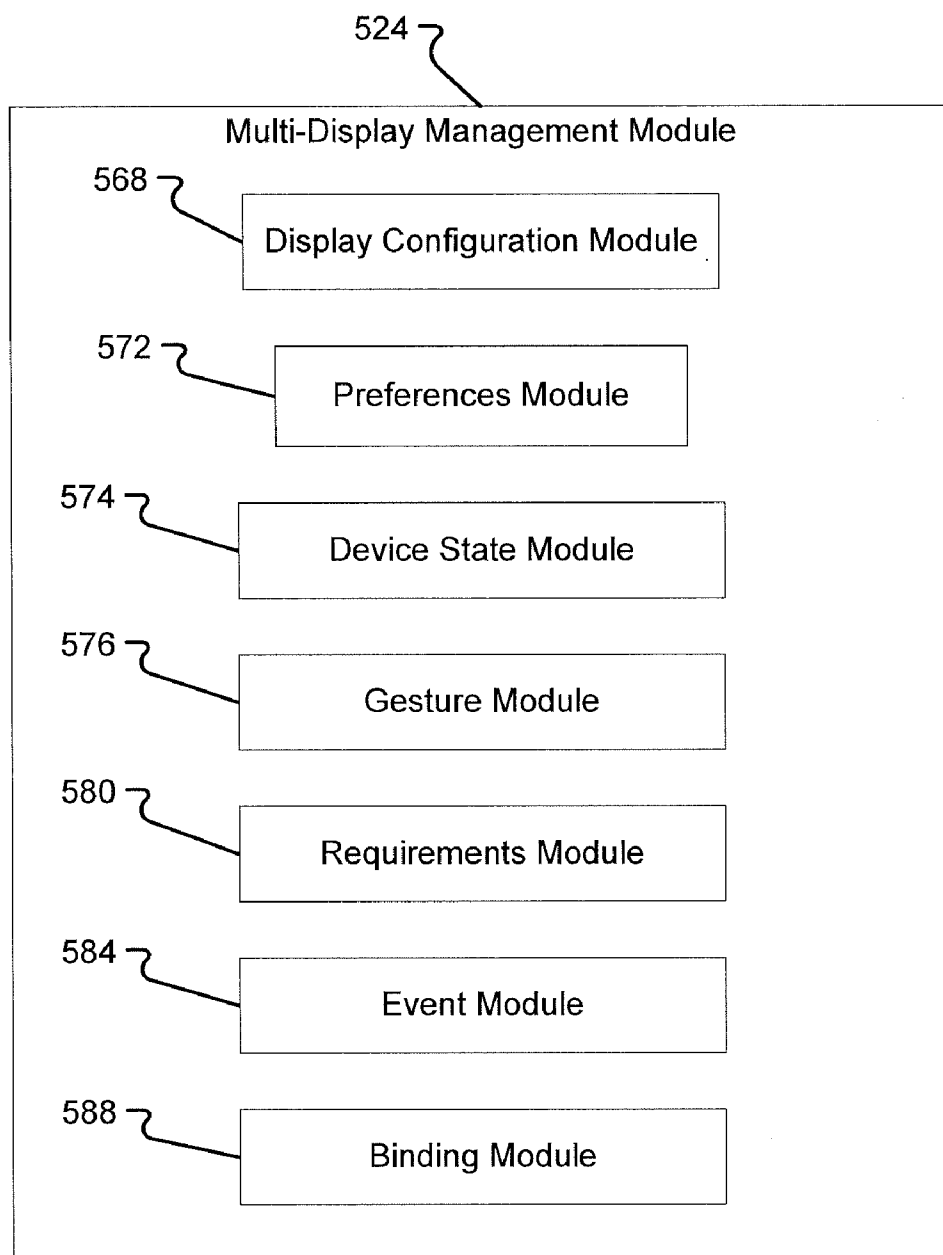 524
Multi-Display Management Module
568
Display Configuration Module
572
Preferences Module
574
Device State Module
576
Gesture Module
580
Requirements Module
584
Event Module
588
Binding Module